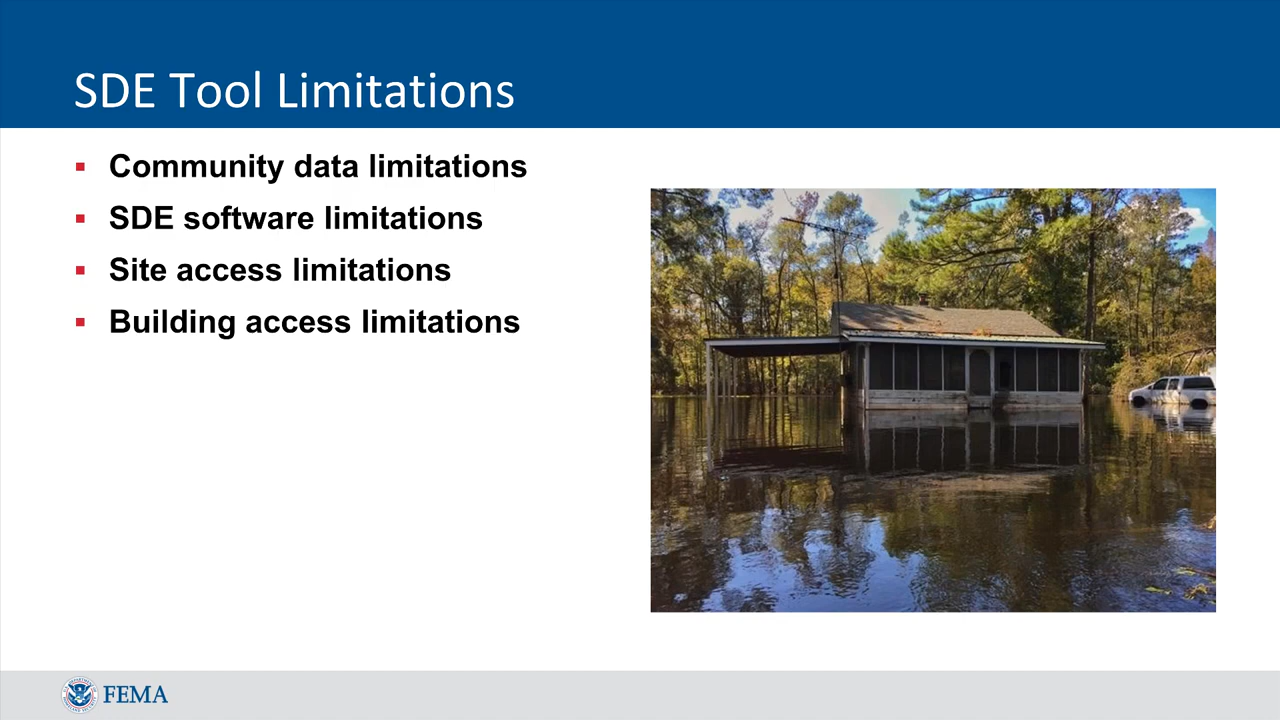 SDE Tool Limitations
Community data limitations
SDE software limitations
Site access limitations
Building access limitations
FEMA